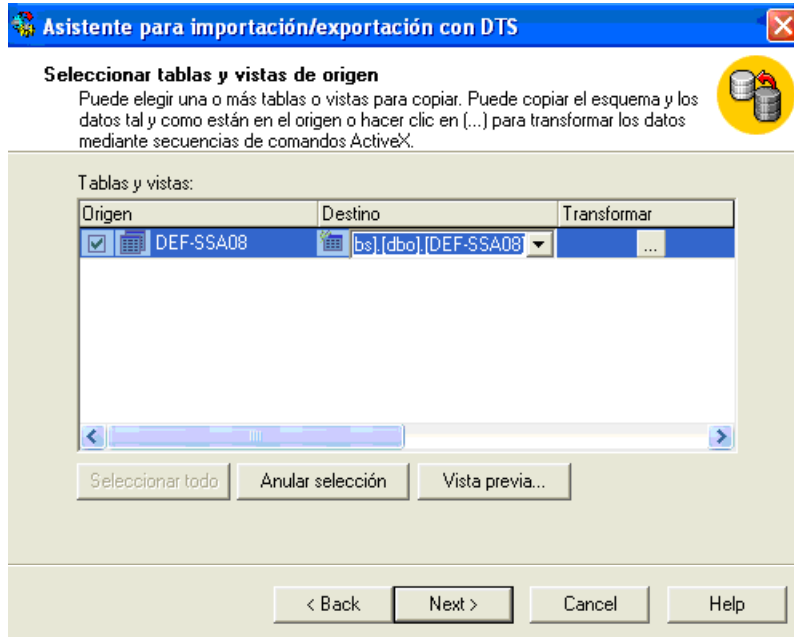 Asistente para importación/exportación con DTS
Seleccionar tablas y vistas de origen
Puede elegir una o más tablas o vistas para copiar. Puede copiar el esquema y los
datos tal y como están en el origen o hacer clic en (...) para transformar los datos
mediante secuencias de comandos ActiveX.
Tablas y vistas:
Origen Destino Transformar
DEF-SSA08 bs].[dbo].[DEF-SSA08] ...
Seleccionar todo Anular selección Vista previa...
< Back Next > Cancel Help